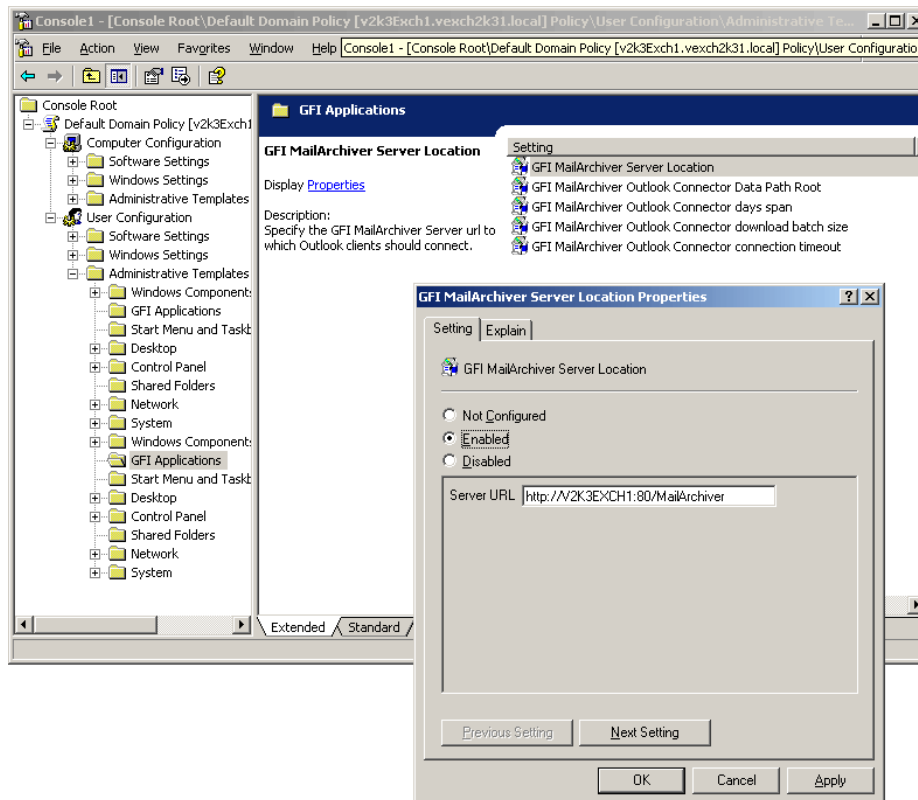 Console1 - [Console Root\Default Domain Policy [v2k3Exch1.vexch2k31.local] Policy\User Configuration\Administrative Te...
File Action View Favorites Window Help
Console1 - [Console Root\Default Domain Policy [v2k3Exch1.vexch2k31.local] Policy\User Configuratio
Console Root
Default Domain Policy [v2k3Exch1
Computer Configuration
Software Settings
Windows Settings
Administrative Templates
User Configuration
Software Settings
Windows Settings
Administrative Templates
Windows Component
GFI Applications
Start Menu and Taskb
Desktop
Control Panel
Shared Folders
Network
System
Windows Component
GFI Applications
Start Menu and Taskb
Desktop
Control Panel
Shared Folders
Network
System
GFI Applications
GFI MailArchiver Server Location
Display Properties
Description:
Specify the GFI MailArchiver Server url to
which Outlook clients should connect.
Setting
GFI MailArchiver Server Location
GFI MailArchiver Outlook Connector Data Path Root
GFI MailArchiver Outlook Connector days span
GFI MailArchiver Outlook Connector download batch size
GFI MailArchiver Outlook Connector connection timeout
Extended Standard
GFI MailArchiver Server Location Properties
Setting Explain
GFI MailArchiver Server Location
Not Configured
Enabled
Disabled
Server URL http://V2K3EXCH1:80/MailArchiver
Previous Setting Next Setting
OK Cancel Apply